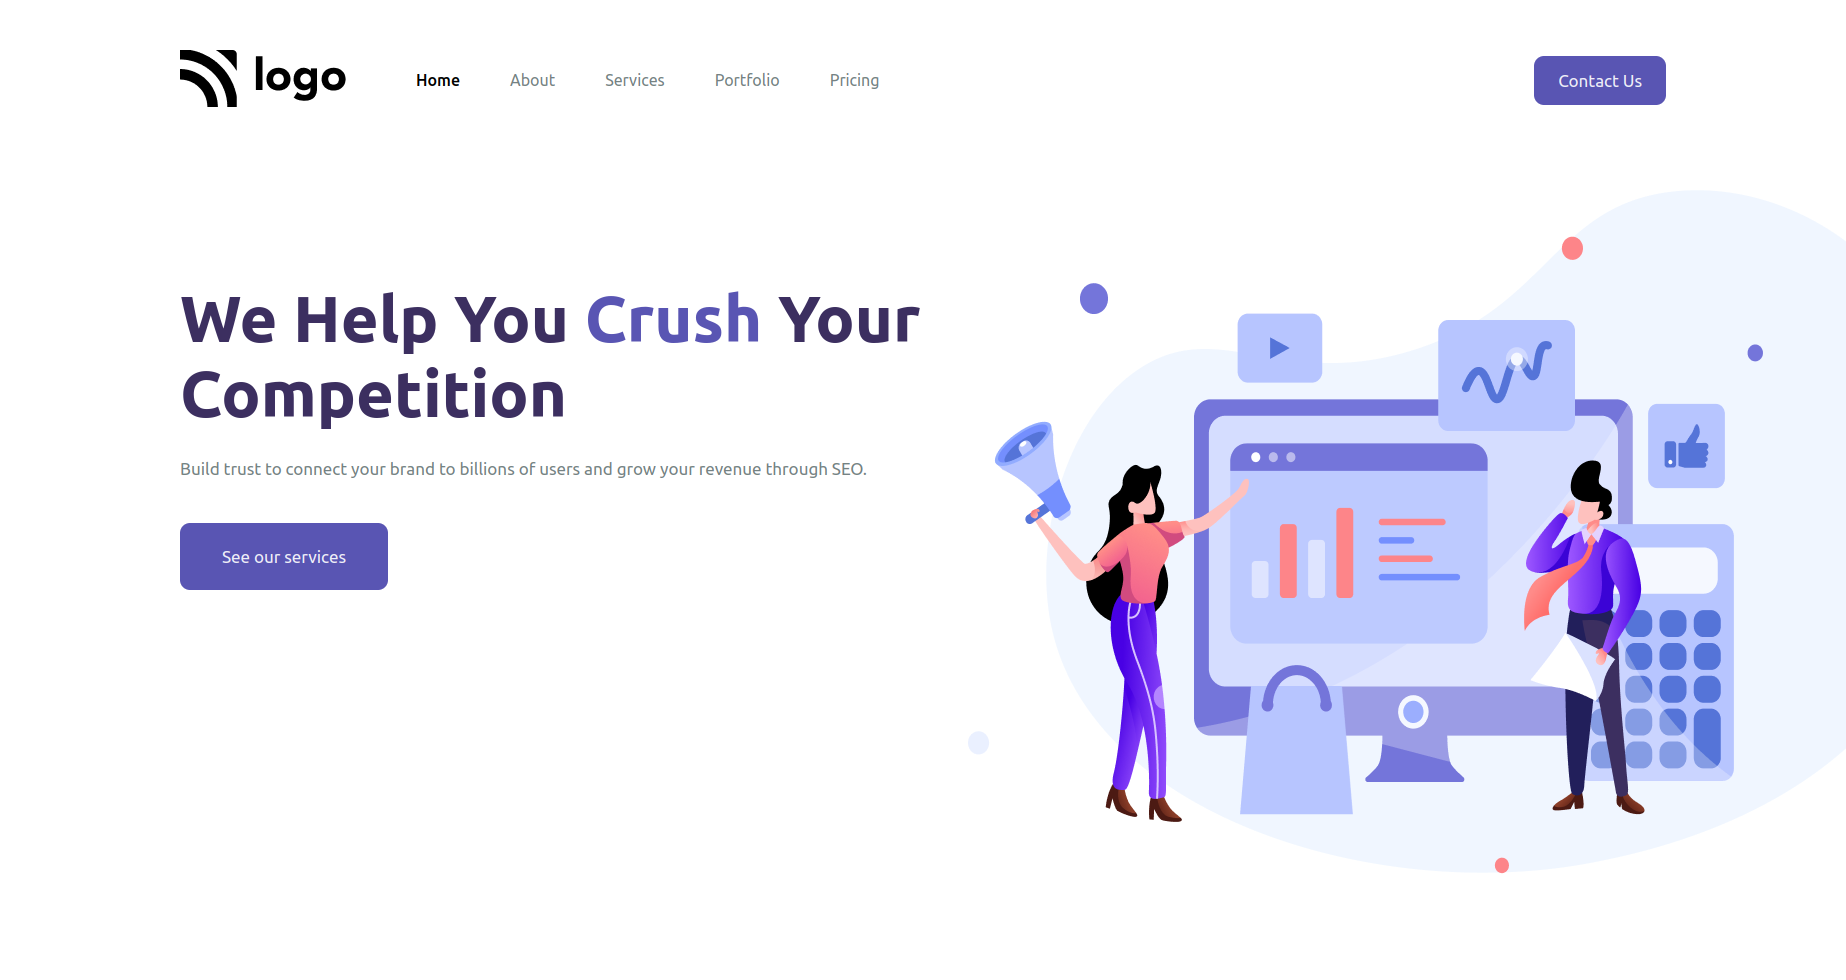 logo
Home
About
Services
Portfolio
Pricing
Contact Us
We Help You Crush Your
Competition
Build trust to connect your brand to billions of users and grow your revenue through SEO.
See our services